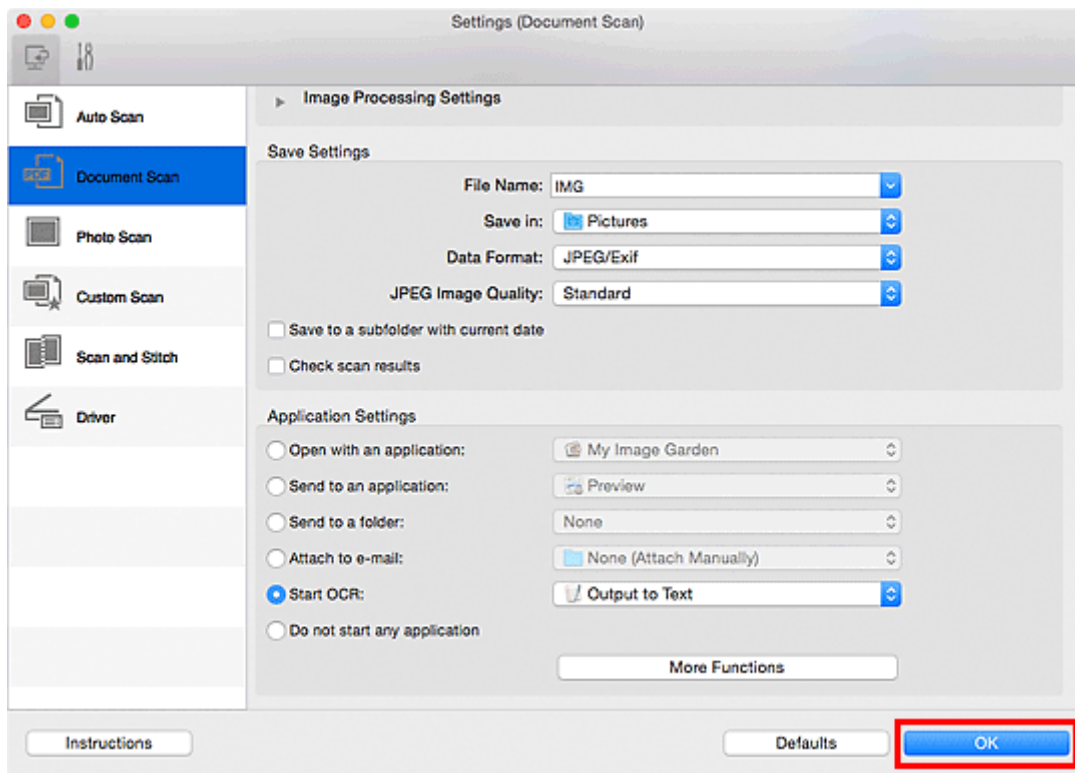 Settings (Document Scan)
Auto Scan
PDF
Document Scan
Photo Scan
Custom Scan
Scan and Stitch
Driver
Image Processing Settings
Save Settings
File Name: IMG
Save in: Pictures
Data Format: JPEG/Exif
JPEG Image Quality: Standard
Save to a subfolder with current date
Check scan results
Application Settings
Open with an application: My Image Garden
Send to an application: Preview
Send to a folder: None
Attach to e-mail: None (Attach Manually)
Start OCR: Output to Text
Do not start any application
More Functions
Instructions Defaults OK